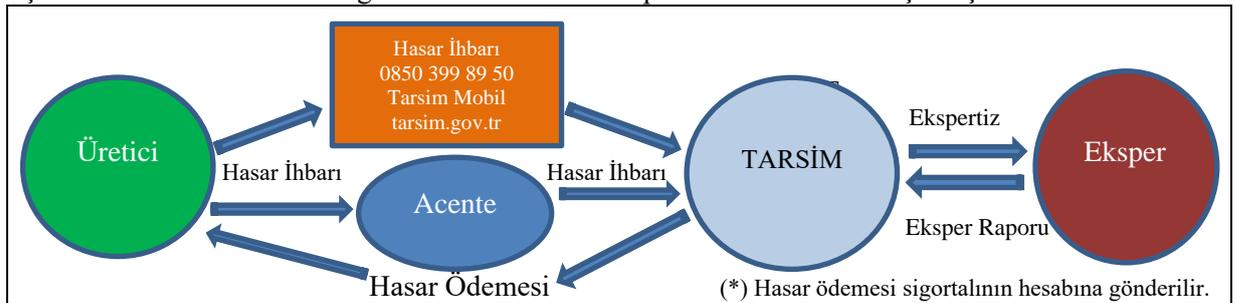 Hasar İhbarı
0850 399 89 50
Tarsim Mobil
tarsim.gov.tr
Üretici
Hasar İhbarı
Acente
Hasar İhbarı
TARSİM
Ekspertiz
Eksper
Eksper Raporu
Hasar Ödemesi
(*) Hasar ödemesi sigortalının hesabına gönderilir.